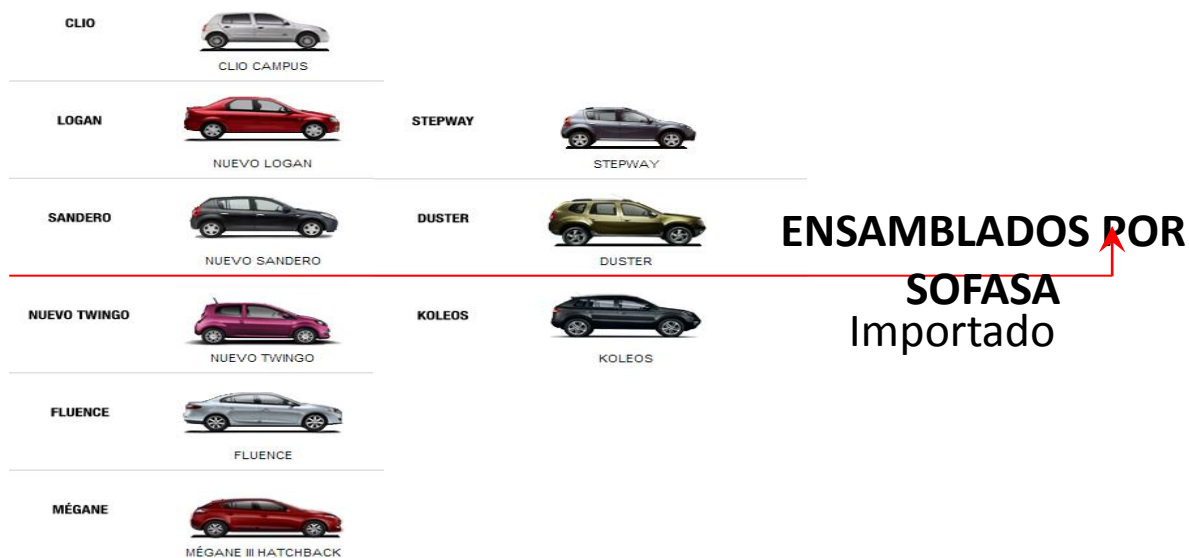 CLIO
CLIO CAMPUS
LOGAN
NUEVO LOGAN
STEPWAY
STEPWAY
SANDERO
NUEVO SANDERO
DUSTER
DUSTER
ENSAMBLADOS POR
SOFASA
Importado
NUEVO TWINGO
NUEVO TWINGO
KOLEOS
KOLEOS
FLUENCE
FLUENCE
MÉGANE
MÉGANE III HATCHBACK